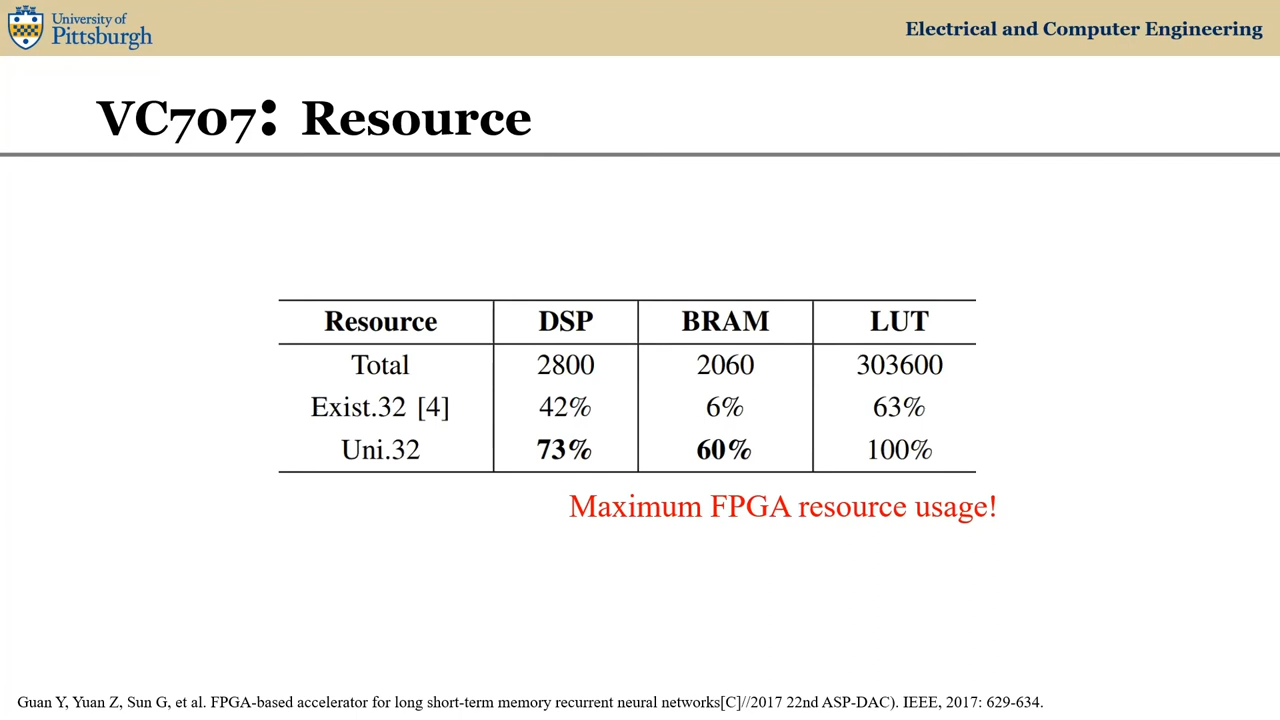 University of
Pittsburgh
Electrical and Computer Engineering
VC707: Resource
Resource DSP BRAM LUT
Total 2800 2060 303600
Exist.32 [4] 42% 6% 63%
Uni.32 73% 60% 100%
Maximum FPGA resource usage!
Guan Y, Yuan Z, Sun G, et al. FPGA-based accelerator for long short-term memory recurrent neural networks[C]//2017 22nd ASP-DAC). IEEE, 2017: 629-634.